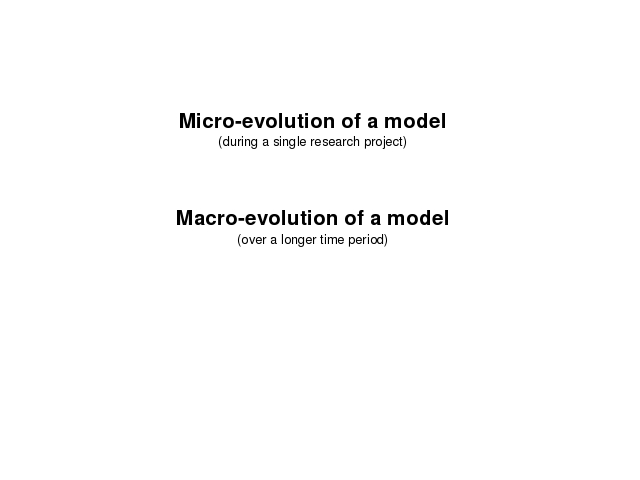 Micro-evolution of a model
(during a single research project)
Macro-evolution of a model
(over a longer time period)